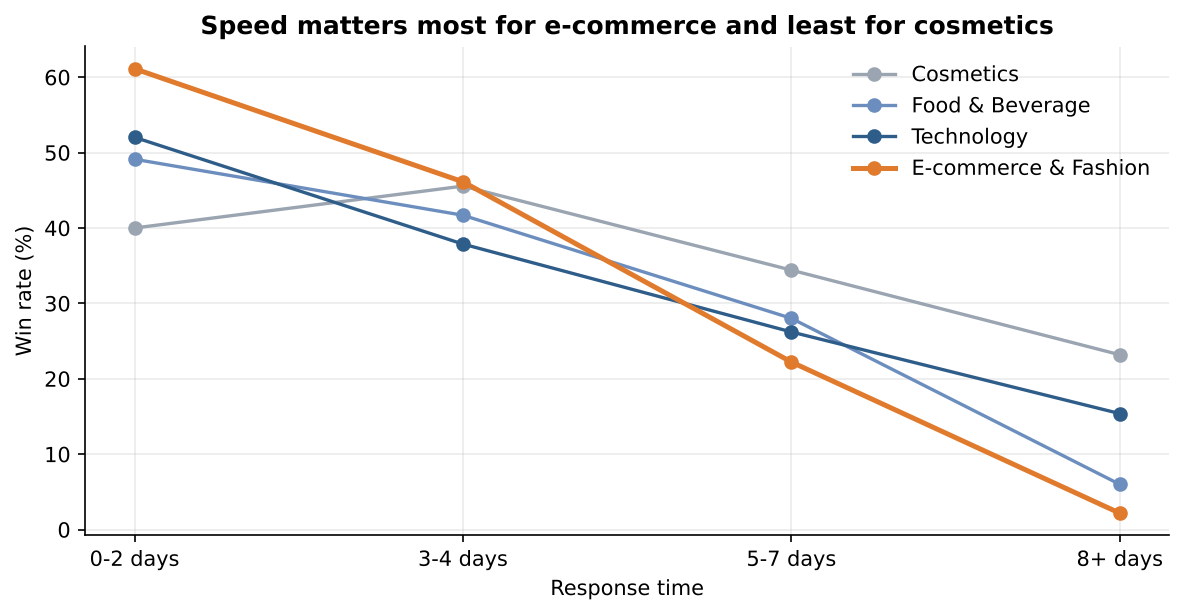 Speed matters most for e-commerce and least for cosmetics
Cosmetics
Food & Beverage
Technology
E-commerce & Fashion
60
50
40
30
20
10
0
Win rate (%)
0-2 days
3-4 days
5-7 days
8+ days
Response time